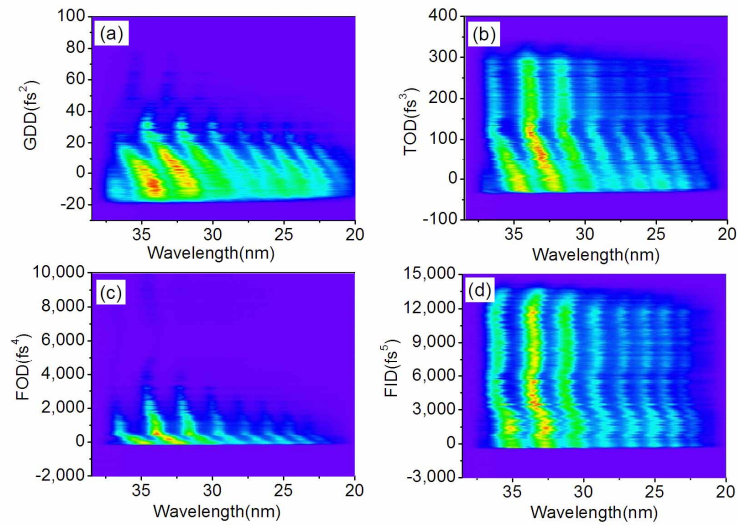 (a)
100
80
60
40
20
0
-20
GDD(fs²)
35 30 25 20
Wavelength(nm)
(b)
400
300
200
100
0
-100
TOD(fs³)
35 30 25 20
Wavelength(nm)
(c)
10,000
8,000
6,000
4,000
2,000
0
-2,000
FOD(fs⁴)
35 30 25 20
Wavelength(nm)
(d)
15,000
12,000
9,000
6,000
3,000
0
-3,000
FID(fs⁵)
35 30 25 20
Wavelength(nm)